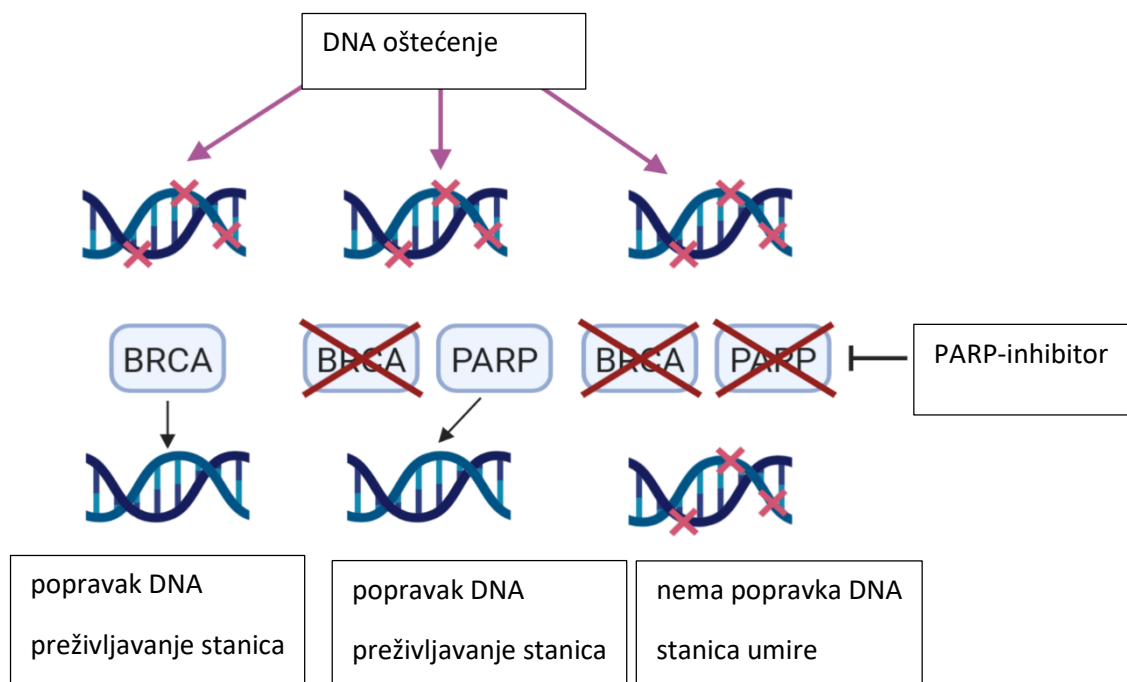 DNA oštećenje
BRCA
BRCA
PARP
BRCA
PARP
PARP-inhibitor
popravak DNA
preživljavanje stanica
popravak DNA
preživljavanje stanica
nema popravka DNA
stanica umire